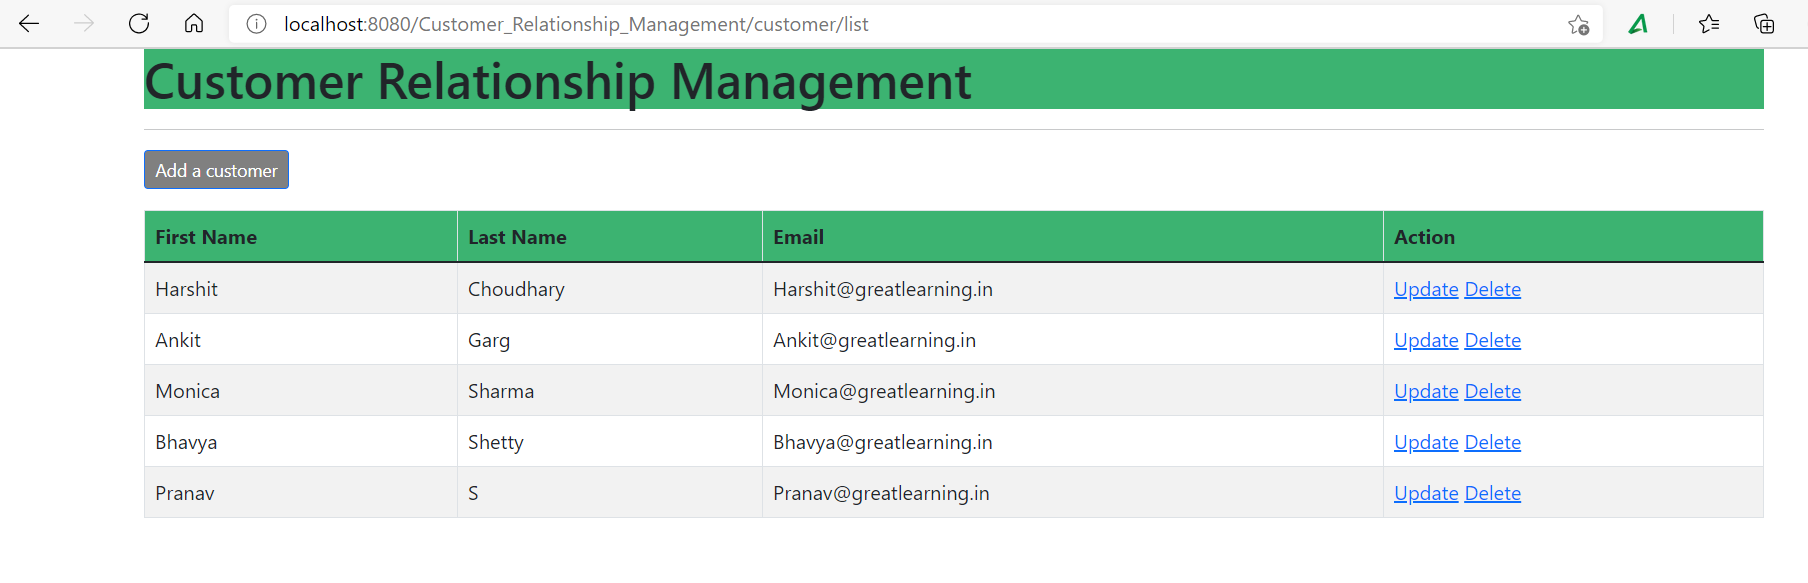 localhost:8080/Customer_Relationship_Management/customer/list
Customer Relationship Management
Add a customer
First Name Last Name Email Action
Harshit Choudhary Harshit@greatlearning.in Update Delete
Ankit Garg Ankit@greatlearning.in Update Delete
Monica Sharma Monica@greatlearning.in Update Delete
Bhavya Shetty Bhavya@greatlearning.in Update Delete
Pranav S Pranav@greatlearning.in Update Delete